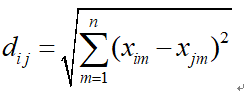 d_{ij} = \sqrt{\sum_{m=1}^{n} (x_{im} - x_{jm})^2} ↵